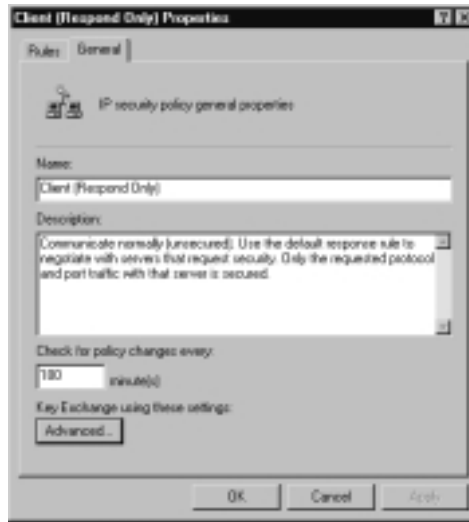 Client (Respond Only) Properties
Rules General
IP security policy general properties
Name:
Client (Respond Only)
Description:
Communicate normally (unsecured). Use the default response rule to
negotiate with servers that request security. Only the requested protocol
and port traffic with that server is secured.
Check for policy changes every:
180 minute(s)
Key Exchange using these settings:
Advanced...
OK Cancel Apply